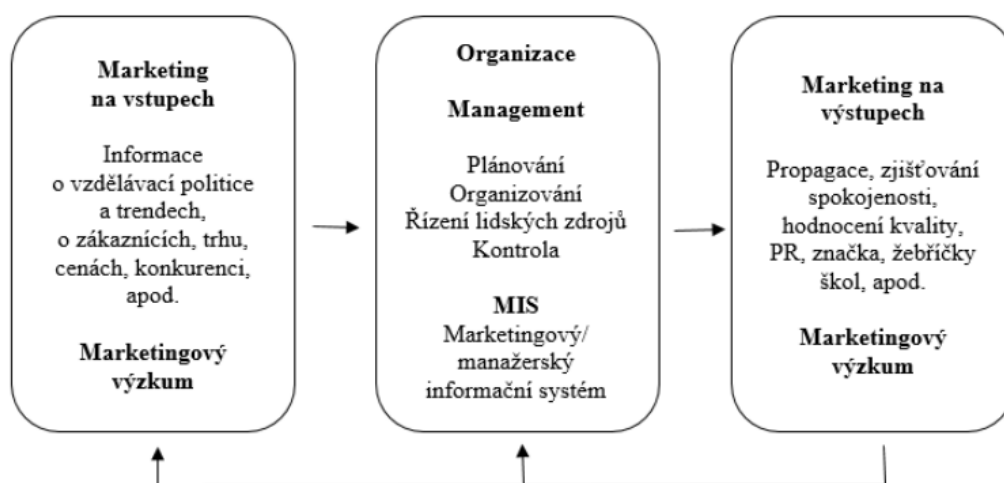 Marketing
na vstupech
Informace
o vzdělávací politice
a trendech,
o zákaznících, trhu,
cenách, konkurenci,
apod.
Marketingový
výzkum
Organizace
Management
Plánování
Organizování
Řízení lidských zdrojů
Kontrola
MIS
Marketingový/
manažerský
informační systém
Marketing na
výstupech
Propagace, zjišťování
spokojenosti,
hodnocení kvality,
PR, značka, žebříčky
škol, apod.
Marketingový
výzkum